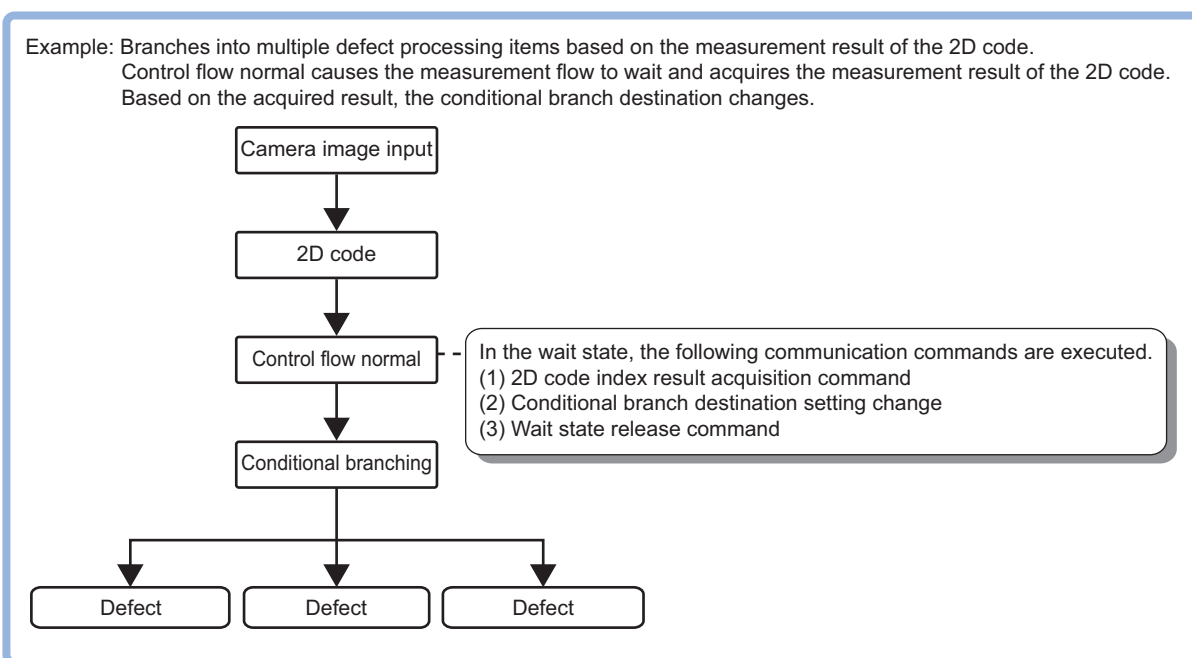 Example: Branches into multiple defect processing items based on the measurement result of the 2D code.
Control flow normal causes the measurement flow to wait and acquires the measurement result of the 2D code.
Based on the acquired result, the conditional branch destination changes.
Camera image input
2D code
Control flow normal
In the wait state, the following communication commands are executed.
(1) 2D code index result acquisition command
(2) Conditional branch destination setting change
(3) Wait state release command
Conditional branching
Defect
Defect
Defect